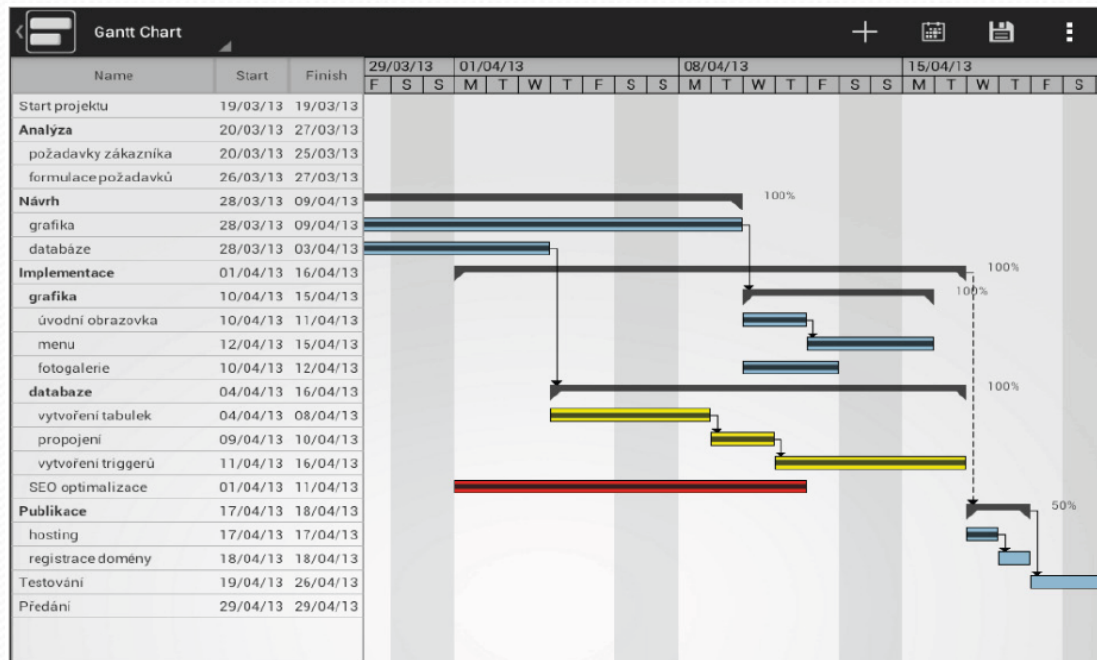 Gantt Chart
Name Start Finish 29/03/13 01/04/13 08/04/13 15/04/13
F S S M T W T F S S M T W T F S S M T W T F S
Start projektu 19/03/13 19/03/13
Analýza 20/03/13 27/03/13
požadavky zákazníka 20/03/13 25/03/13
formulace požadavků 26/03/13 27/03/13
Návrh 28/03/13 09/04/13 100%
grafika 28/03/13 09/04/13
databáze 28/03/13 03/04/13
Implementace 01/04/13 16/04/13 100%
grafika 10/04/13 15/04/13 100%
úvodní obrazovka 10/04/13 11/04/13
menu 12/04/13 15/04/13
fotogalerie 10/04/13 12/04/13
databaze 04/04/13 16/04/13 100%
vytvoření tabulek 04/04/13 08/04/13
propojení 09/04/13 10/04/13
vytvoření triggerů 11/04/13 16/04/13
SEO optimalizace 01/04/13 11/04/13
Publikace 17/04/13 18/04/13 50%
hosting 17/04/13 17/04/13
registrace domény 18/04/13 18/04/13
Testování 19/04/13 26/04/13
Předání 29/04/13 29/04/13